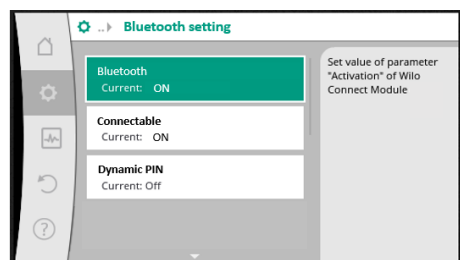 ..▸ Bluetooth setting
Bluetooth
Current: ON
Connectable
Current: ON
Dynamic PIN
Current: Off
Set value of parameter
"Activation" of Wilo
Connect Module
?